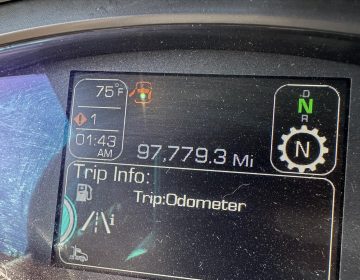 75°F
1
01:43
AM
97,779.3 Mi
D
N
R
N
Trip Info:
Trip:Odometer
i